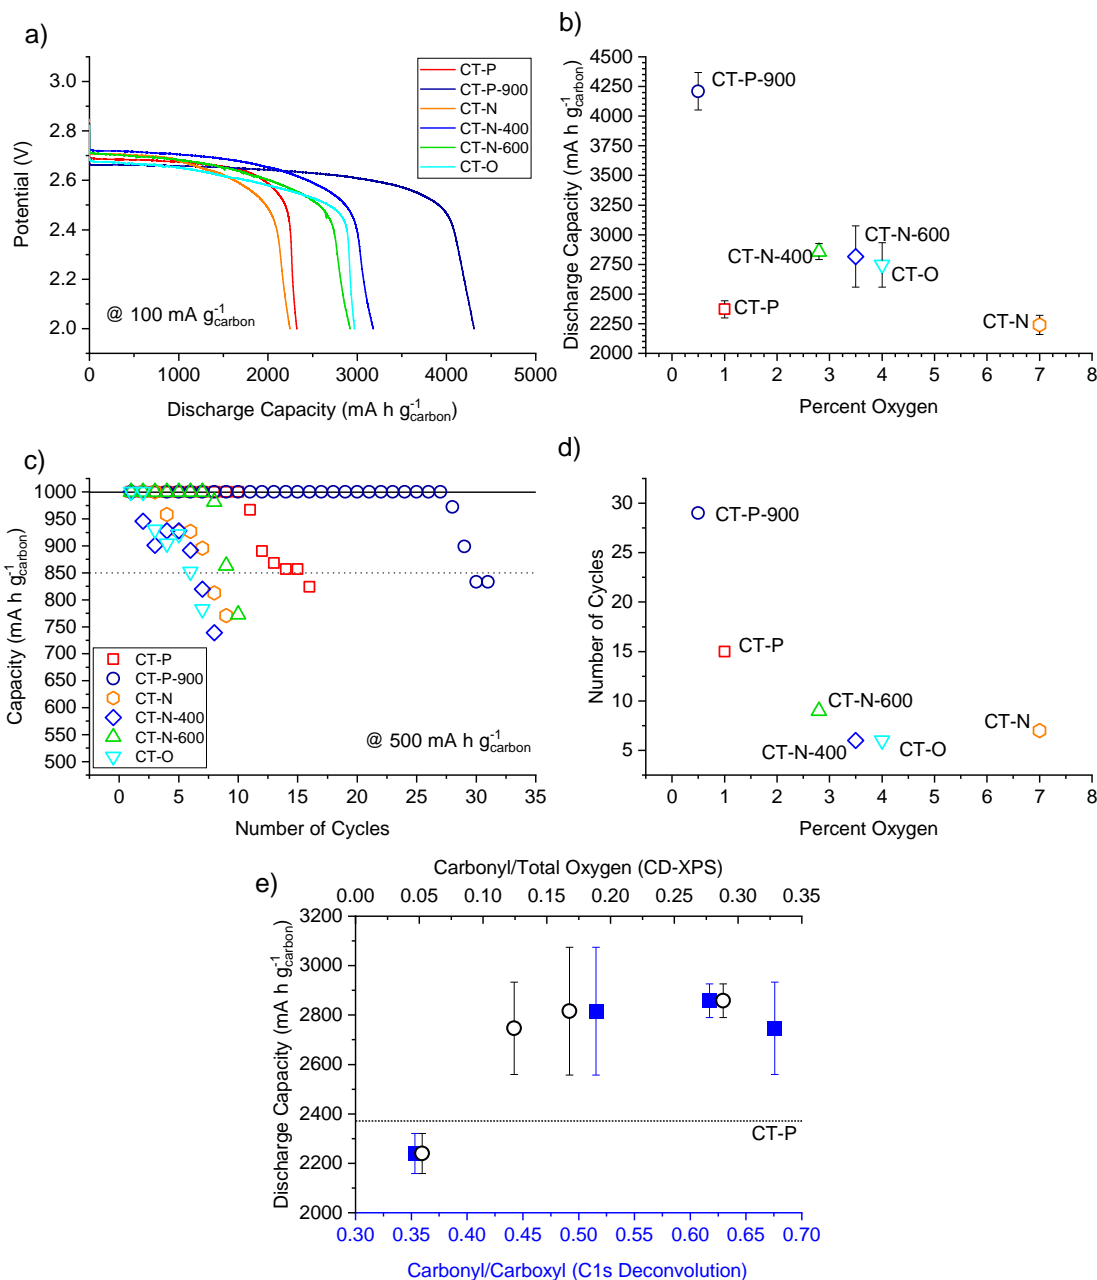 a)
3.0
2.8
2.6
2.4
2.2
2.0
Potential (V)
CT-P
CT-P-900
CT-N
CT-N-400
CT-N-600
CT-O
@ 100 mA g-1carbon
0 1000 2000 3000 4000 5000
Discharge Capacity (mA h g-1carbon)
b)
4500
4250
4000
3750
3500
3250
3000
2750
2500
2250
2000
Discharge Capacity (mA h g-1carbon)
CT-P-900
CT-N-600
CT-N-400
CT-O
CT-P
CT-N
0 1 2 3 4 5 6 7 8
Percent Oxygen
c)
1000
950
900
850
800
750
700
650
600
550
500
Capacity (mA h g-1carbon)
CT-P
CT-P-900
CT-N
CT-N-400
CT-N-600
CT-O
@ 500 mA h g-1carbon
0 5 10 15 20 25 30 35
Number of Cycles
d)
30
25
20
15
10
5
Number of Cycles
CT-P-900
CT-P
CT-N-600
CT-N
CT-N-400
CT-O
0 1 2 3 4 5 6 7 8
Percent Oxygen
e)
Carbonyl/Total Oxygen (CD-XPS)
0.00 0.05 0.10 0.15 0.20 0.25 0.30 0.35
3200
3000
2800
2600
2400
2200
2000
Discharge Capacity (mA h g-1carbon)
CT-P
0.30 0.35 0.40 0.45 0.50 0.55 0.60 0.65 0.70
Carbonyl/Carboxyl (C1s Deconvolution)